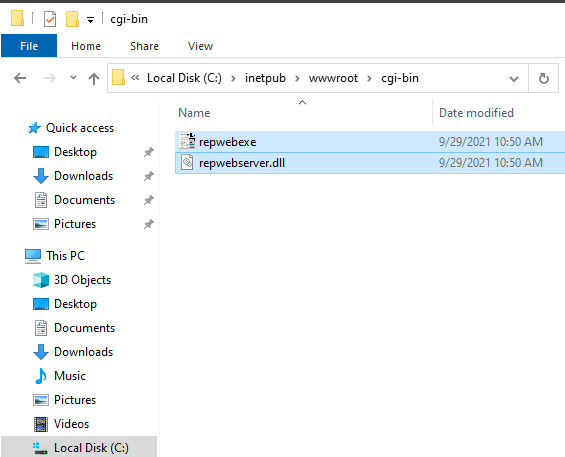 cgi-bin
File Home Share View
« Local Disk (C:) > inetpub > wwwroot > cgi-bin
Name Date modified
Quick access
Desktop
Downloads
Documents
Pictures
This PC
3D Objects
Desktop
Documents
Downloads
Music
Pictures
Videos
Local Disk (C:)
repwebexe 9/29/2021 10:50 AM
repwebserver.dll 9/29/2021 10:50 AM